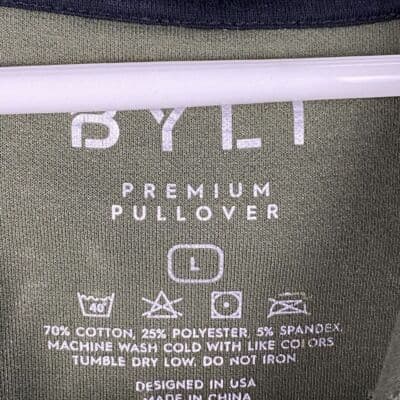 BYLT
PREMIUM
PULLOVER
L
40°
70% COTTON, 25% POLYESTER, 5% SPANDEX.
MACHINE WASH COLD WITH LIKE COLORS
TUMBLE DRY LOW. DO NOT IRON
DESIGNED IN USA
MADE IN CHINA